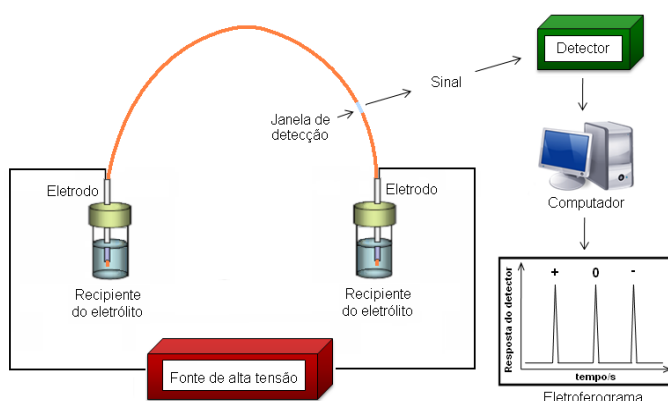 Detector
Sinal
Janela de
detecção
Eletrodo
Eletrodo
Computador
Recipiente
do eletrólito
Recipiente
do eletrólito
Fonte de alta tensão
Resposta do detector
+ 0 -
tempo/s
Eletroferograma